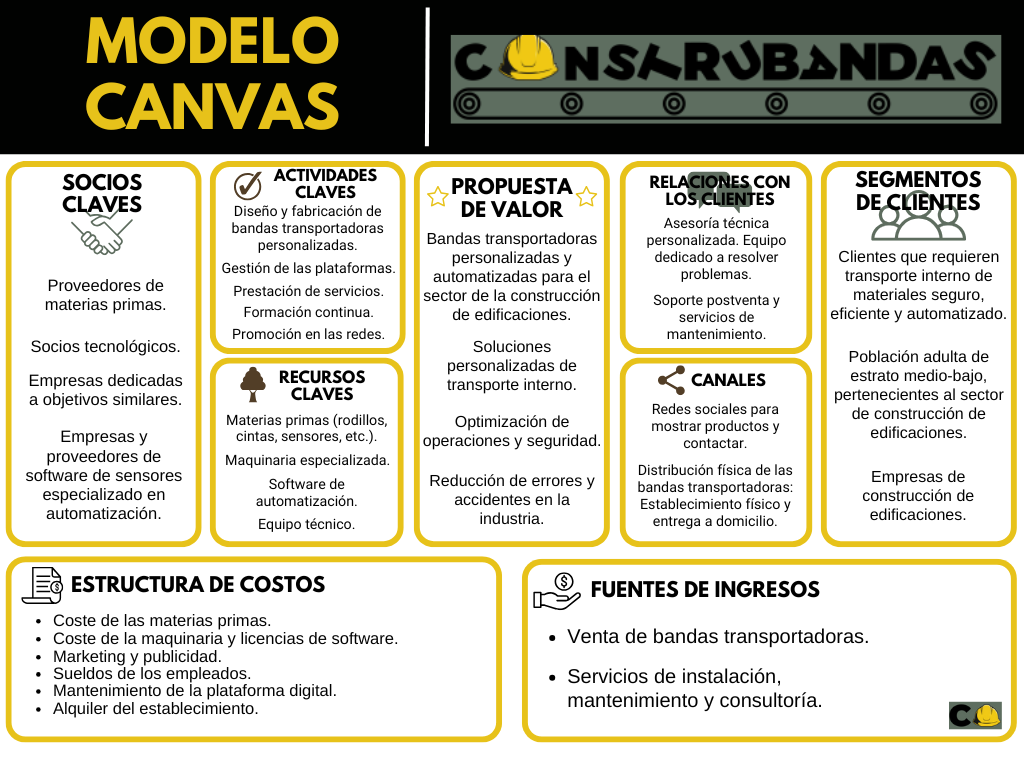 MODELO
CANVAS
CONSTRUBANDAS
SOCIOS
CLAVES
Proveedores de
materias primas.
Socios tecnológicos.
Empresas dedicadas
a objetivos similares.
Empresas y
proveedores de
software de sensores
especializado en
automatización.
ACTIVIDADES
CLAVES
Diseño y fabricación de
bandas transportadoras
personalizadas.
Gestión de las plataformas.
Prestación de servicios.
Formación continua.
Promoción en las redes.
RECURSOS
CLAVES
Materias primas (rodillos,
cintas, sensores, etc.).
Maquinaria especializada.
Software de
automatización.
Equipo técnico.
PROPUESTA
DE VALOR
Bandas transportadoras
personalizadas y
automatizadas para el
sector de la construcción
de edificaciones.
Soluciones
personalizadas de
transporte interno.
Optimización de
operaciones y seguridad.
Reducción de errores y
accidentes en la
industria.
RELACIONES CON
LOS CLIENTES
Asesoría técnica
personalizada. Equipo
dedicado a resolver
problemas.
Soporte postventa y
servicios de
mantenimiento.
CANALES
Redes sociales para
mostrar productos y
contactar.
Distribución física de las
bandas transportadoras:
Establecimiento físico y
entrega a domicilio.
SEGMENTOS
DE CLIENTES
Clientes que requieren
transporte interno de
materiales seguro,
eficiente y automatizado.
Población adulta de
estrato medio-bajo,
pertenecientes al sector
de construcción de
edificaciones.
Empresas de
construcción de
edificaciones.
ESTRUCTURA DE COSTOS
• Coste de las materias primas.
• Coste de la maquinaria y licencias de software.
• Marketing y publicidad.
• Sueldos de los empleados.
• Mantenimiento de la plataforma digital.
• Alquiler del establecimiento.
FUENTES DE INGRESOS
• Venta de bandas transportadoras.
• Servicios de instalación,
mantenimiento y consultoría.
CO